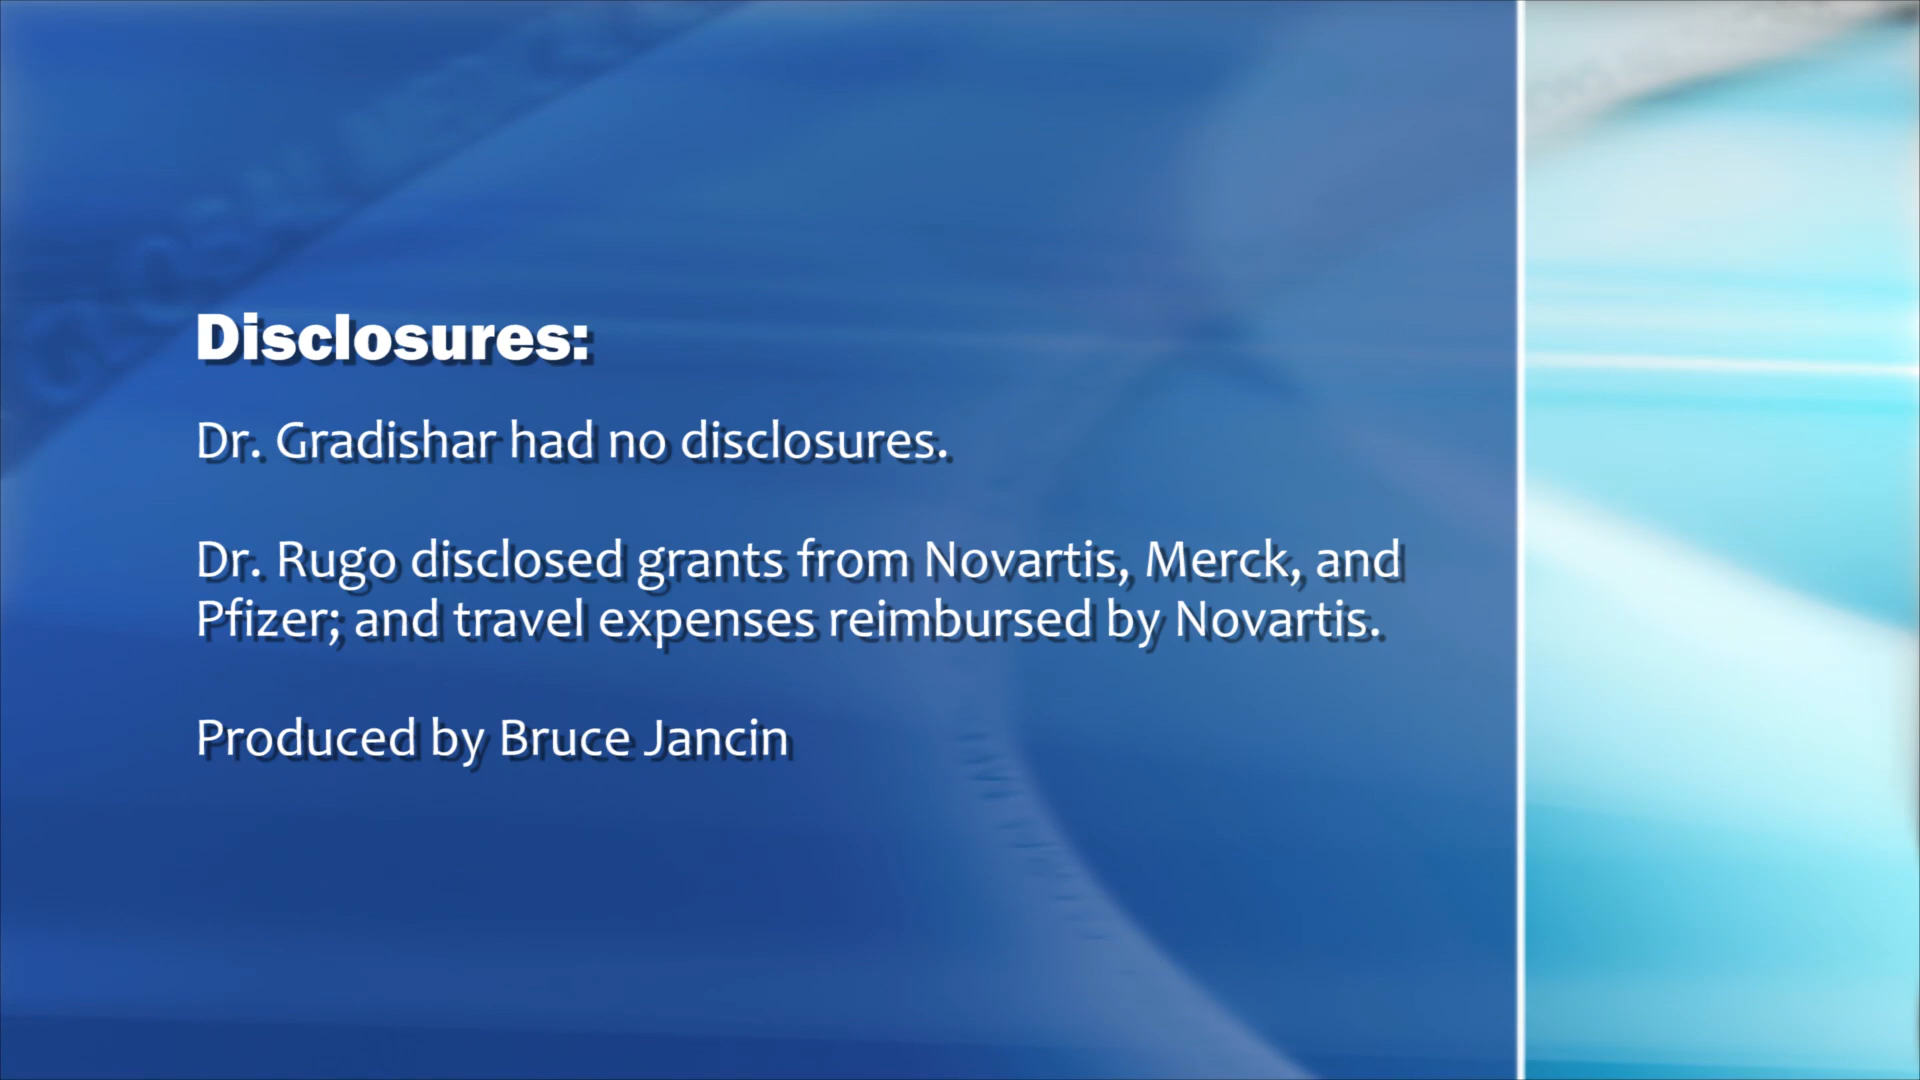 Disclosures:
Dr. Gradishar had no disclosures.
Dr. Rugo disclosed grants from Novartis, Merck, and
Pfizer; and travel expenses reimbursed by Novartis.
Produced by Bruce Jancin